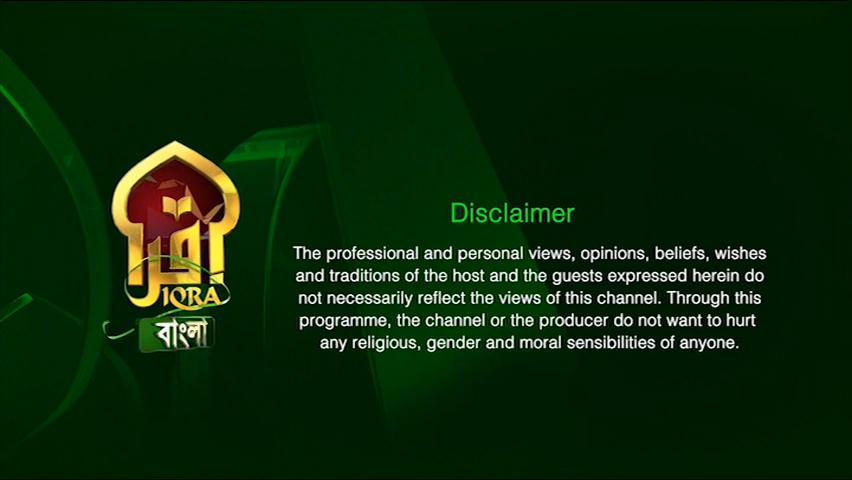 IQRA
বাংলা
Disclaimer
The professional and personal views, opinions, beliefs, wishes
and traditions of the host and the guests expressed herein do
not necessarily reflect the views of this channel. Through this
programme, the channel or the producer do not want to hurt
any religious, gender and moral sensibilities of anyone.